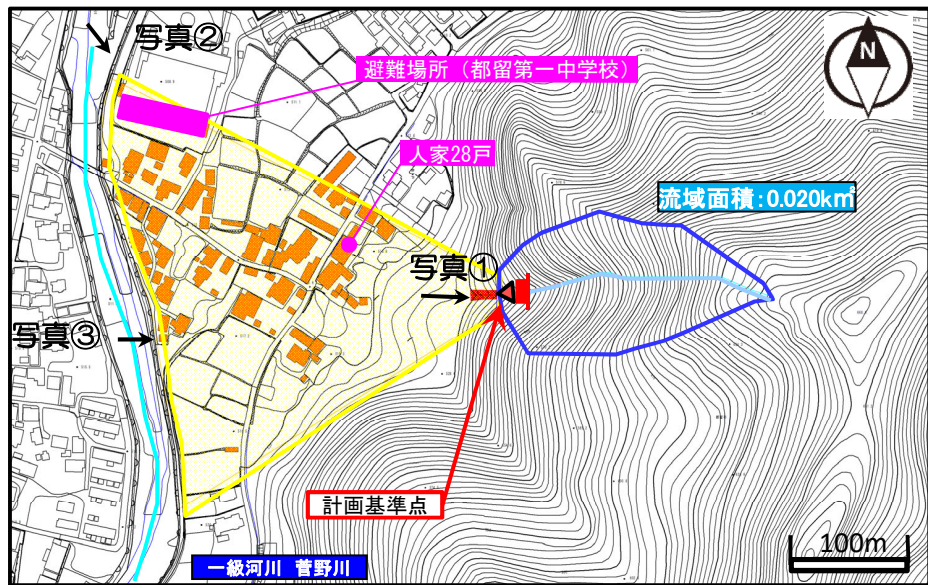 写真②
避難場所（都留第一中学校）
N
人家28戸
流域面積：0.020k㎡
写真①
写真③
計画基準点
100m
一級河川 菅野川